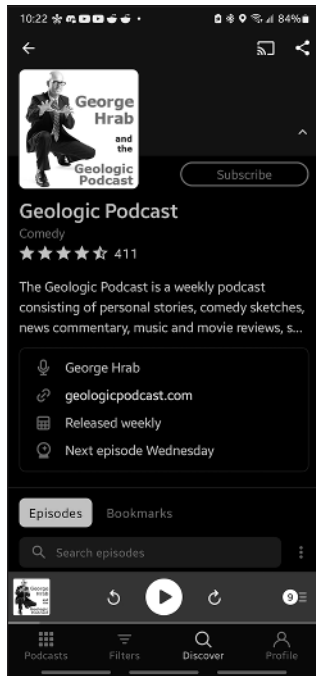 10:22
84%
George
Hrab
and
the
Geologic
Podcast
Subscribe
Geologic Podcast
Comedy
411
The Geologic Podcast is a weekly podcast
consisting of personal stories, comedy sketches,
news commentary, music and movie reviews, s...
George Hrab
geologicpodcast.com
Released weekly
Next episode Wednesday
Episodes
Bookmarks
Search episodes
9
Podcasts
Filters
Discover
Profile